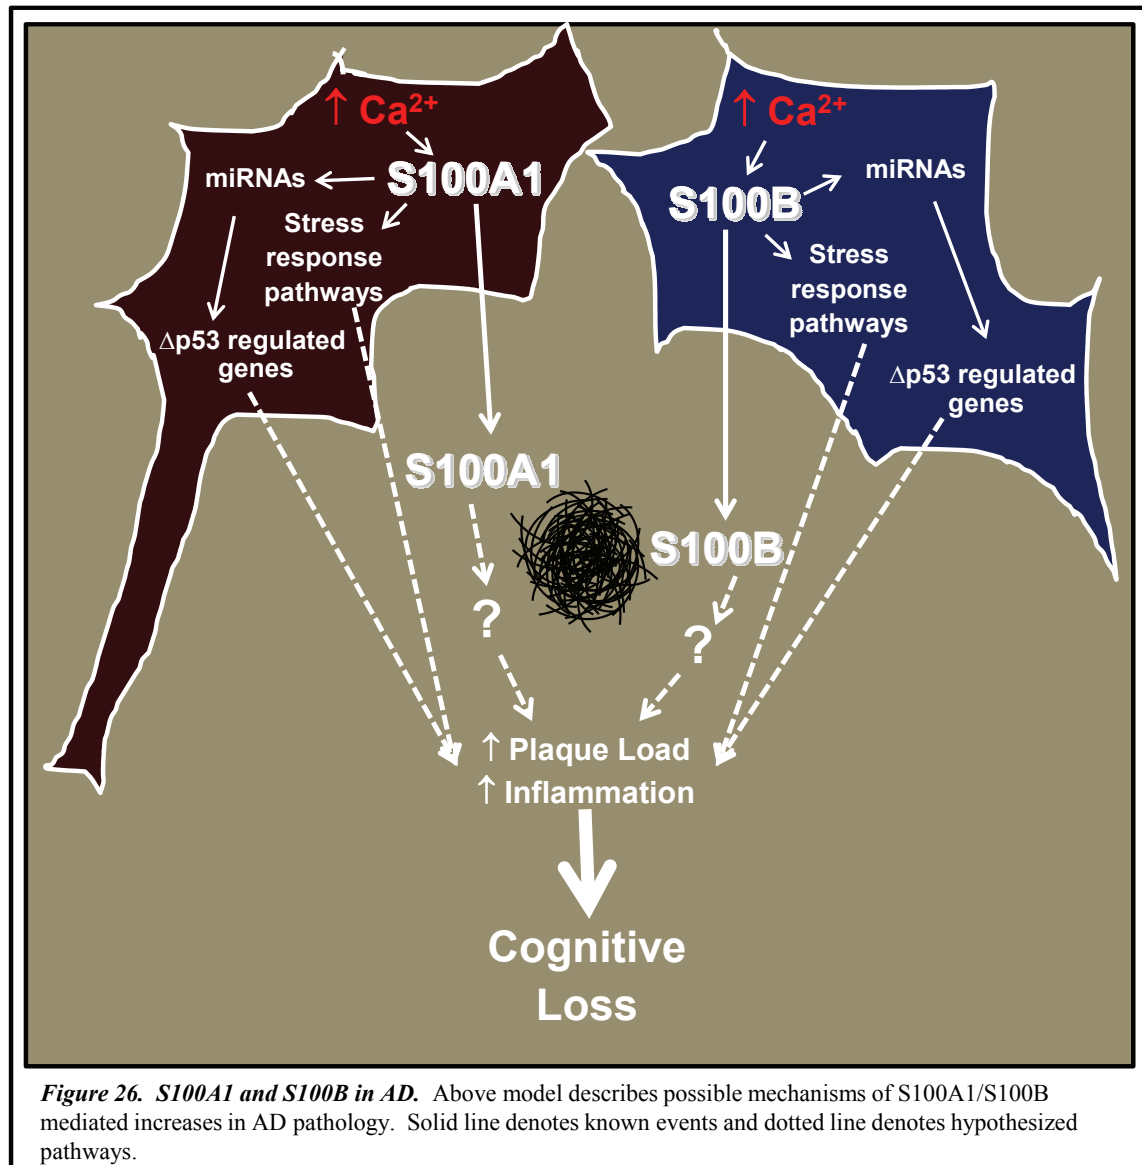 ↑ Ca²⁺
S100A1
miRNAs
Stress
response
pathways
∆p53 regulated
genes
S100A1
?
↑ Ca²⁺
S100B
miRNAs
Stress
response
pathways
∆p53 regulated
genes
S100B
?
↑ Plaque Load
↑ Inflammation
Cognitive
Loss
Figure 26. S100A1 and S100B in AD. Above model describes possible mechanisms of S100A1/S100B
mediated increases in AD pathology. Solid line denotes known events and dotted line denotes hypothesized
pathways.